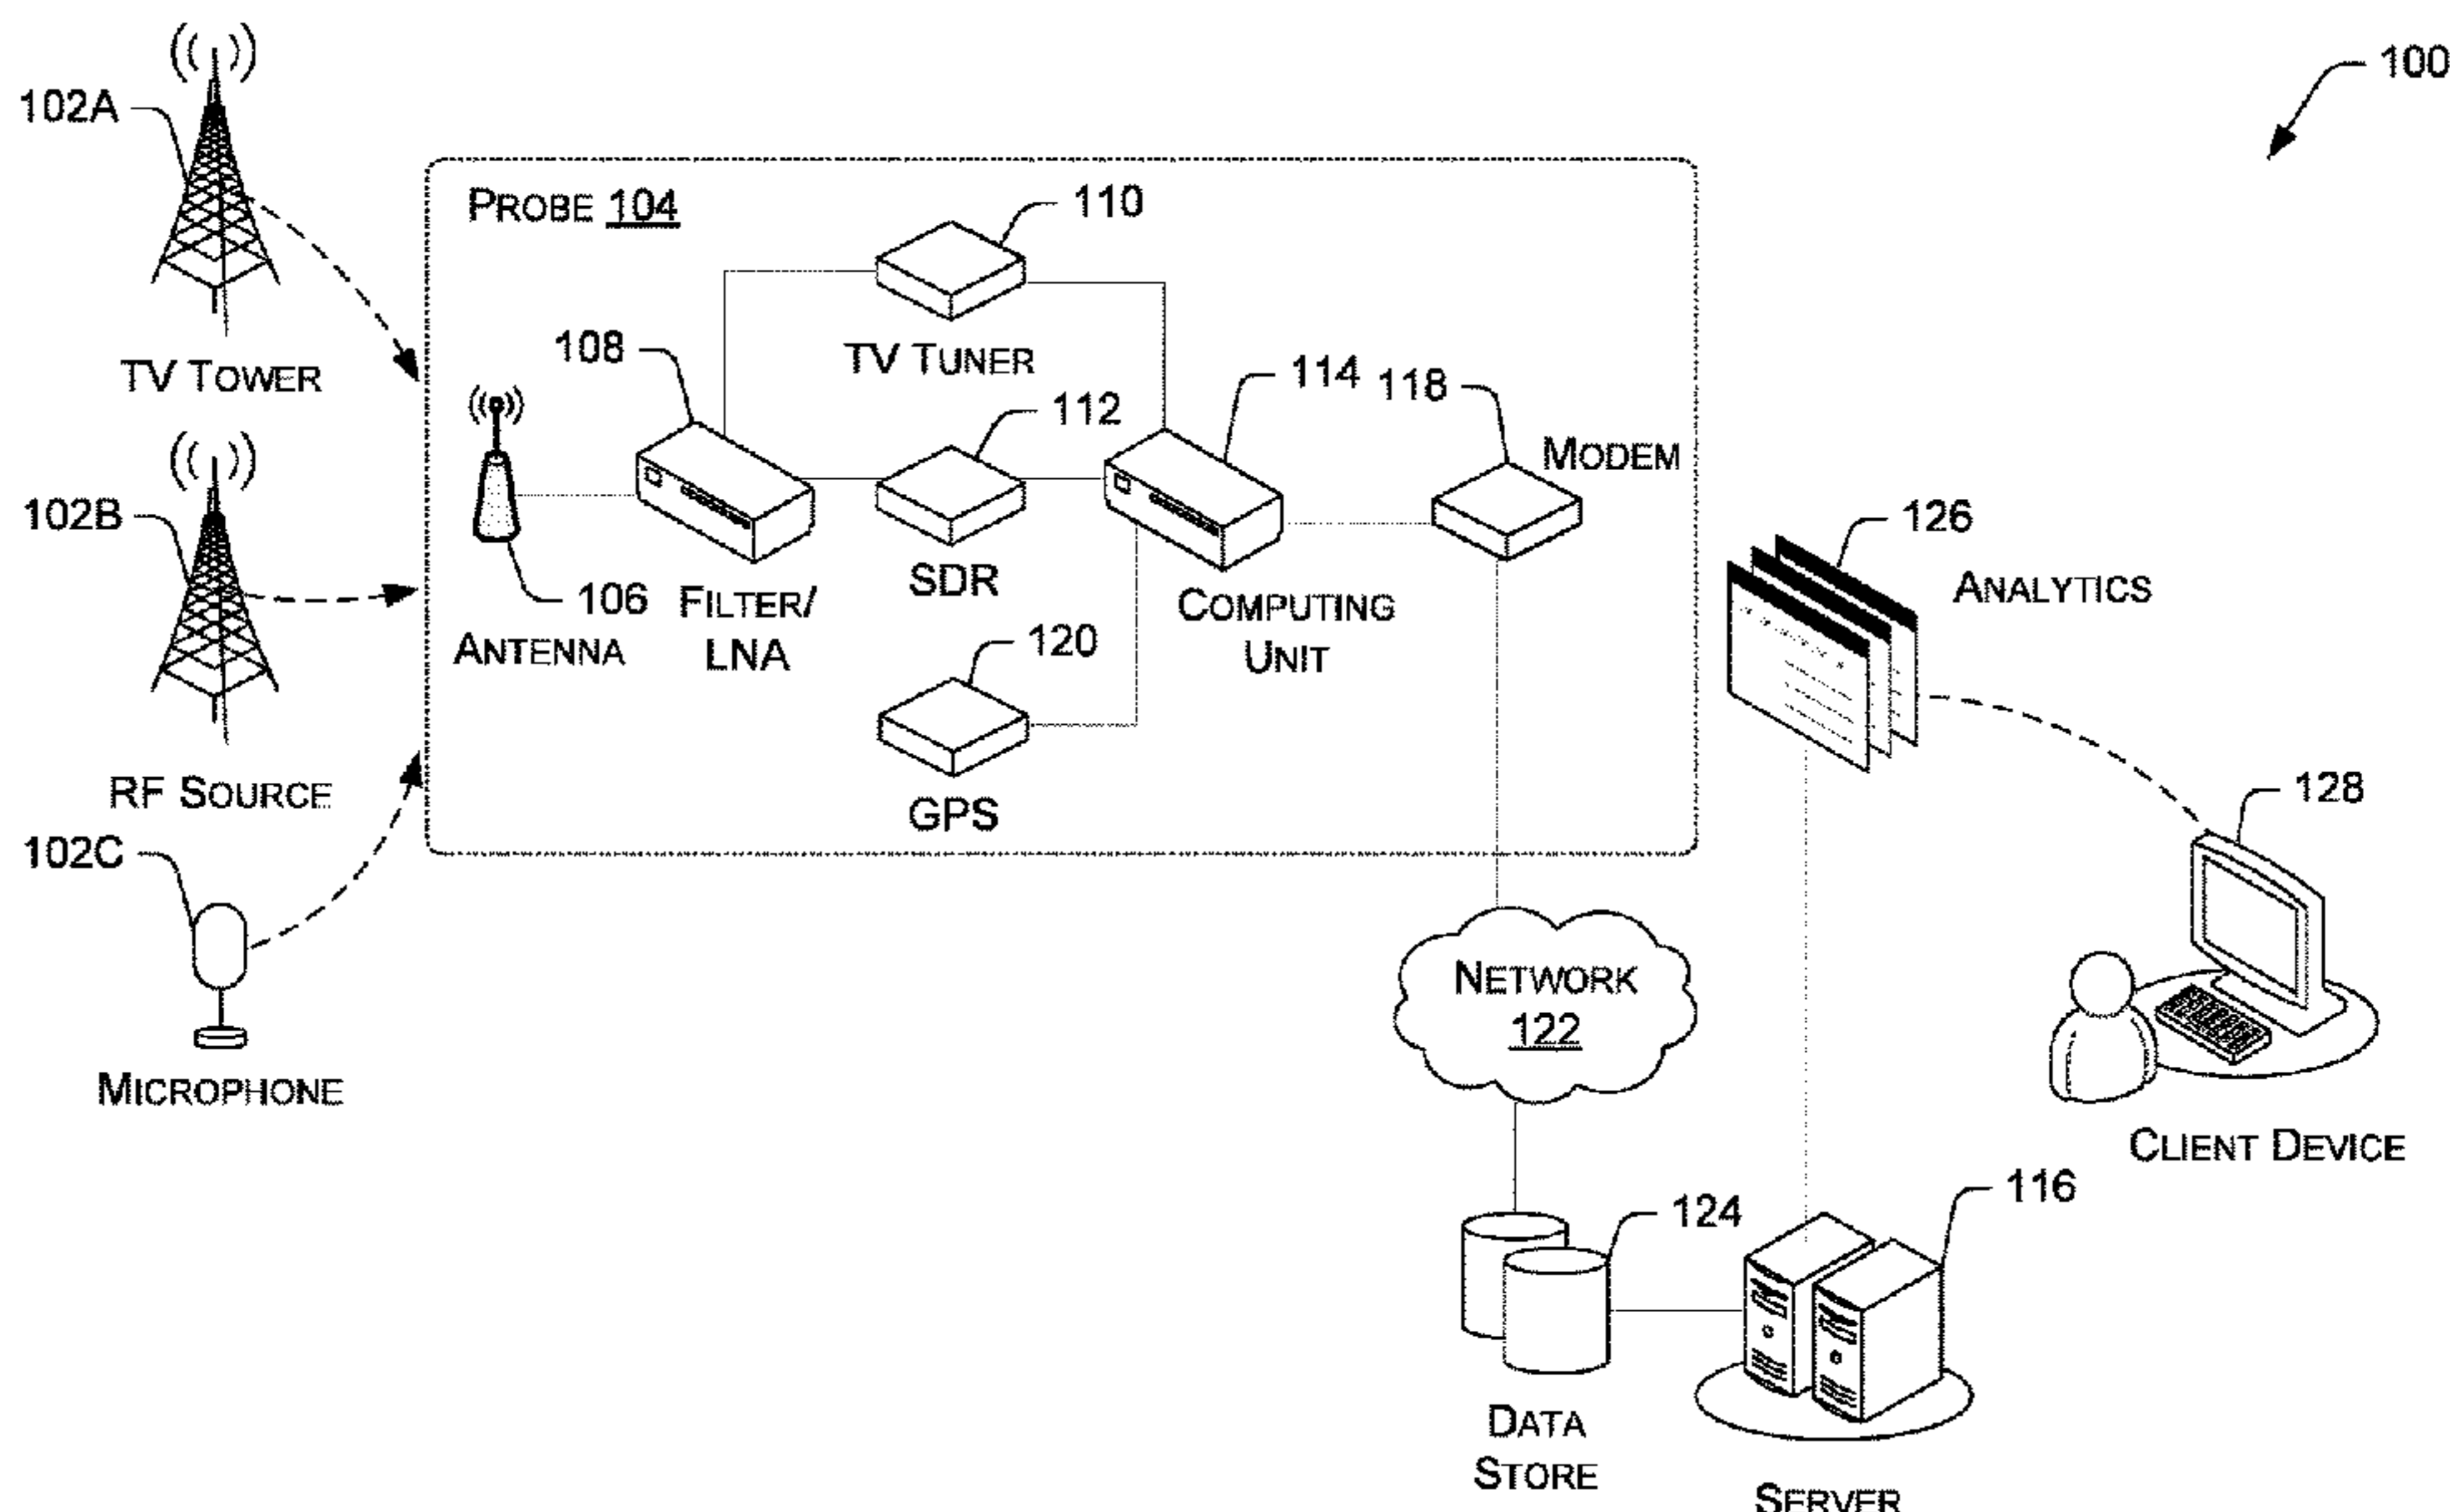 100
102A
TV TOWER
102B
RF SOURCE
102C
MICROPHONE
PROBE 104
110
TV TUNER
108
FILTER/
LNA
106
ANTENNA
112
SDR
114
COMPUTING
UNIT
118
MODEM
120
GPS
126
ANALYTICS
128
CLIENT DEVICE
NETWORK
122
124
DATA
STORE
116
SERVER